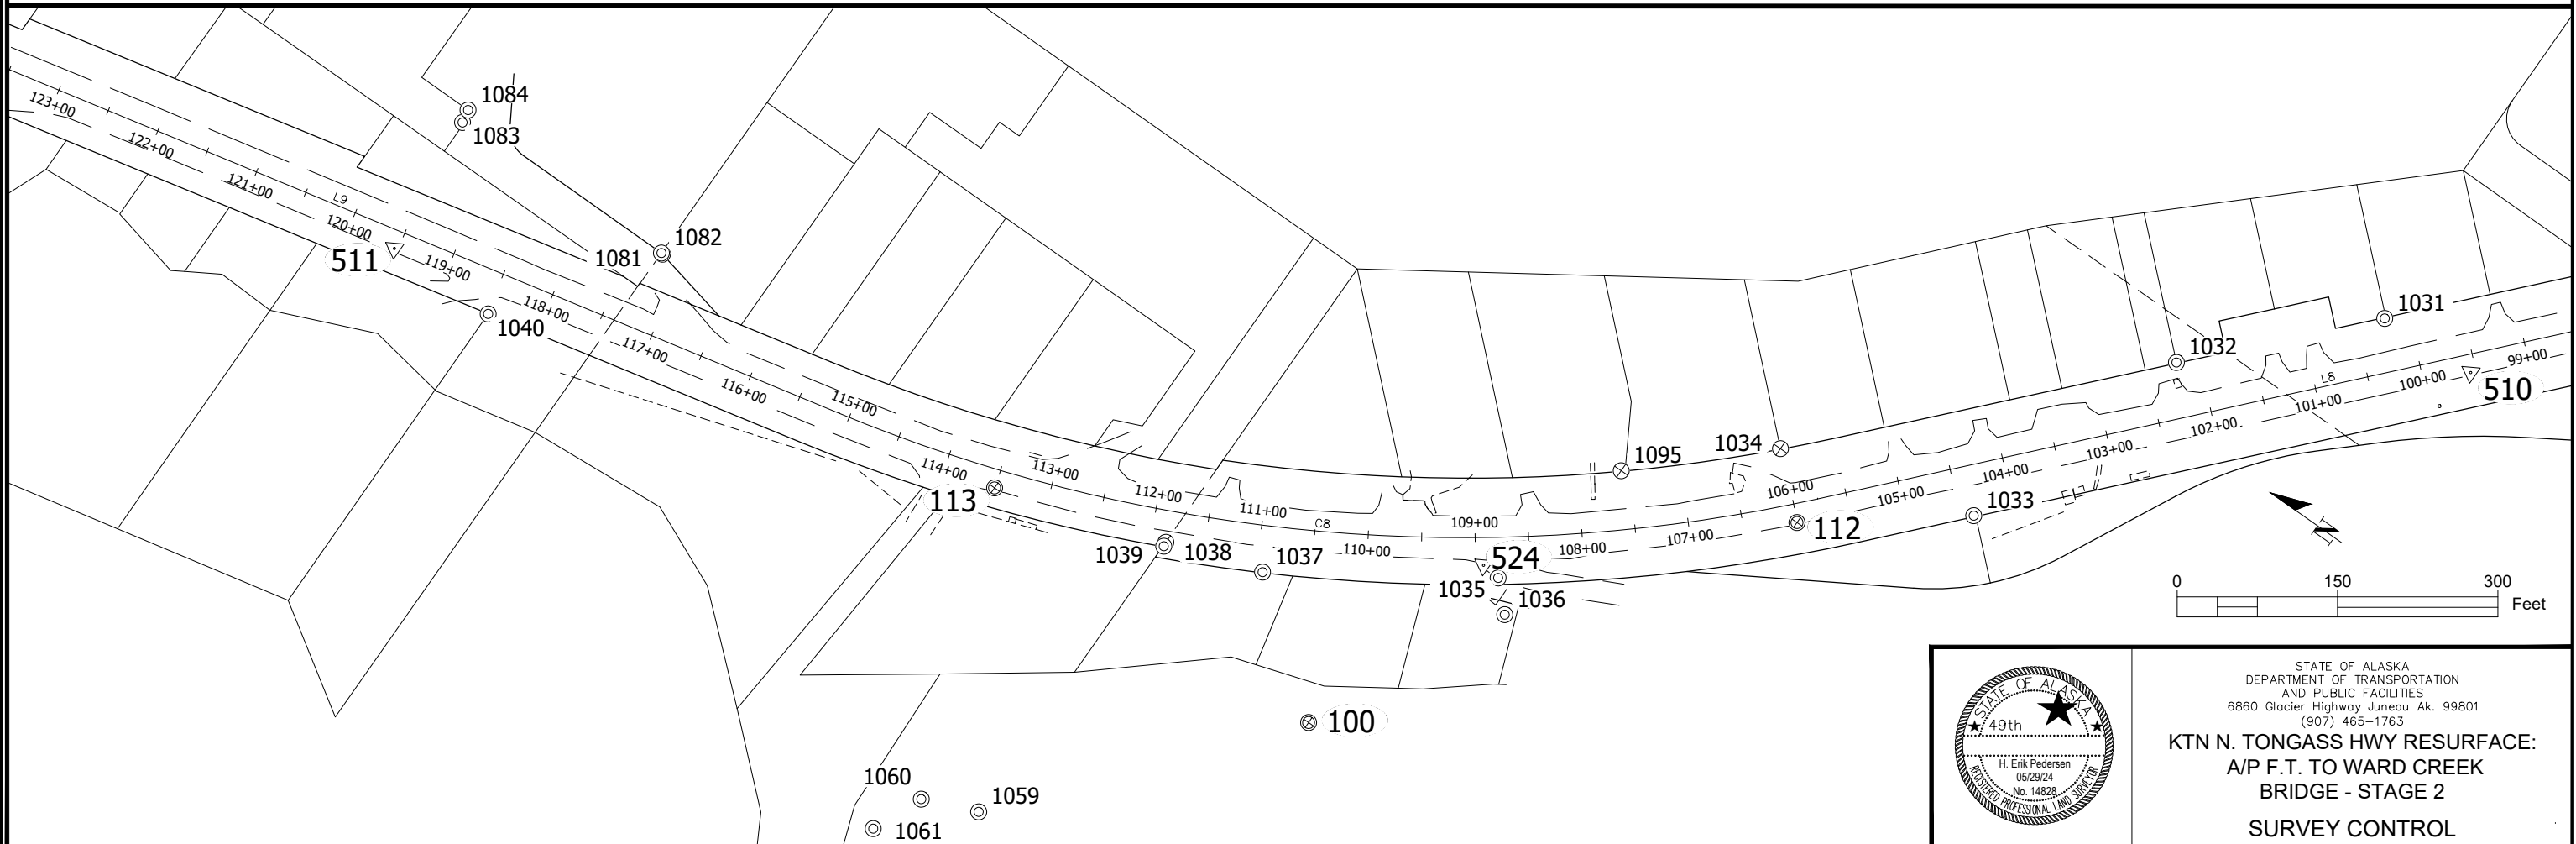 1084
1083
123+00
122+00
121+00
L9
120+00
511
119+00
1081
1082
118+00
1040
117+00
116+00
115+00
114+00
113
113+00
112+00
111+00
C8
110+00
109+00
108+00
107+00
106+00
105+00
104+00
103+00
102+00
101+00
L8
100+00
99+00
510
1031
1032
1034
1095
112
1033
524
1035
1036
1037
1038
1039
100
1060
1059
1061
N
0 150 300
Feet
STATE OF ALASKA
49th
H. Erik Pedersen
05/29/24
No. 14828
REGISTERED PROFESSIONAL LAND SURVEYOR
STATE OF ALASKA
DEPARTMENT OF TRANSPORTATION
AND PUBLIC FACILITIES
6860 Glacier Highway Juneau Ak. 99801
(907) 465-1763
KTN N. TONGASS HWY RESURFACE:
A/P F.T. TO WARD CREEK
BRIDGE - STAGE 2
SURVEY CONTROL